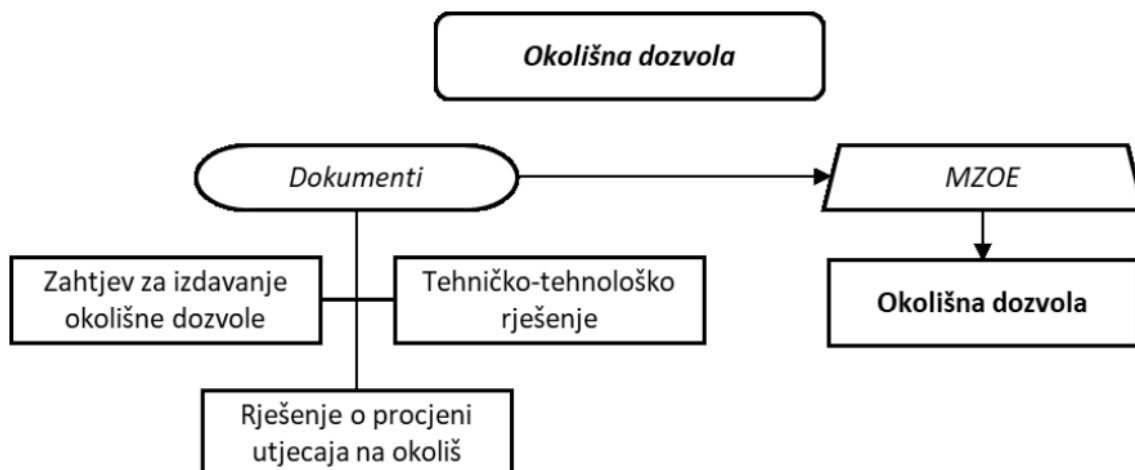 Okolišna dozvola
Dokumenti
MZOE
Zahtjev za izdavanje
okolišne dozvole
Tehničko-tehnološko
rješenje
Okolišna dozvola
Rješenje o procjeni
utjecaja na okoliš